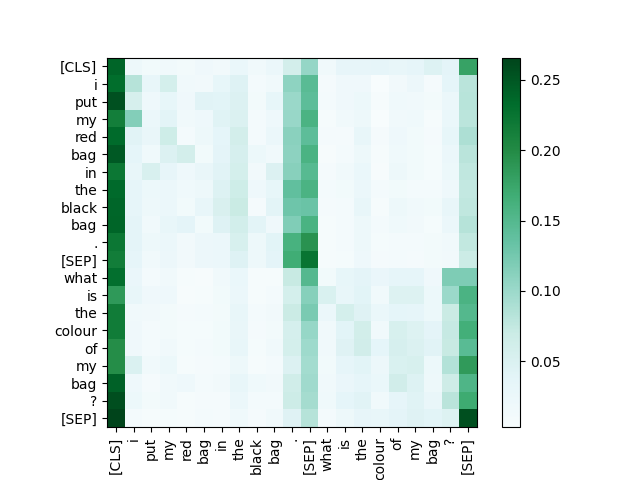 [CLS]
i
put
my
red
bag
in
the
black
bag
.
[SEP]
what
is
the
colour
of
my
bag
?
[SEP]
[CLS] i put my red bag in the black bag . [SEP] what is the colour of my bag ? [SEP]
0.25
0.20
0.15
0.10
0.05